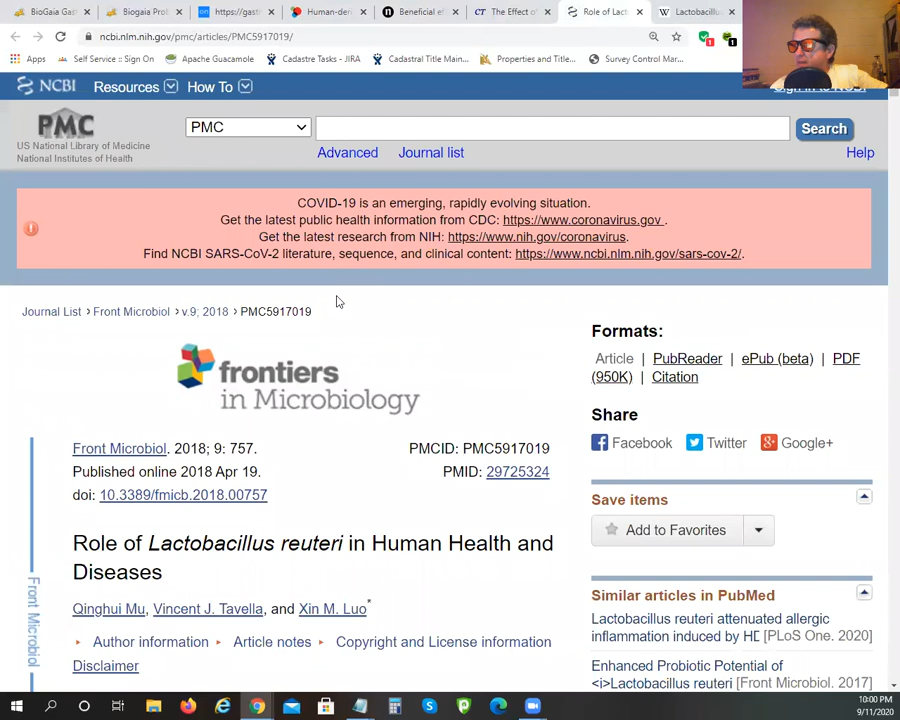 BioGaia Gas
Biogaia Prob
https://gastr
Human-deri
Beneficial ef
CT The Effect o
Role of Lact
W Lactobacillus
ncbi.nlm.nih.gov/pmc/articles/PMC5917019/
1
1
Apps
Self Service :: Sign On
Apache Guacamole
Cadastre Tasks - JIRA
Cadastral Title Main...
Properties and Title...
Survey Control Mar...
NCBI
Resources
How To
PMC
US National Library of Medicine
National Institutes of Health
PMC
Search
Advanced
Journal list
Help
COVID-19 is an emerging, rapidly evolving situation.
Get the latest public health information from CDC: https://www.coronavirus.gov .
Get the latest research from NIH: https://www.nih.gov/coronavirus.
Find NCBI SARS-CoV-2 literature, sequence, and clinical content: https://www.ncbi.nlm.nih.gov/sars-cov-2/.
Journal List > Front Microbiol > v.9; 2018 > PMC5917019
frontiers
in Microbiology
Front Microbiol. 2018; 9: 757.
Published online 2018 Apr 19.
doi: 10.3389/fmicb.2018.00757
PMCID: PMC5917019
PMID: 29725324
Role of Lactobacillus reuteri in Human Health and
Diseases
Qinghui Mu, Vincent J. Tavella, and Xin M. Luo*
Author information
Article notes
Copyright and License information
Disclaimer
Front Microbiol
Formats:
Article | PubReader | ePub (beta) | PDF
(950K) | Citation
Share
Facebook
Twitter
Google+
Save items
Add to Favorites
Similar articles in PubMed
Lactobacillus reuteri attenuated allergic
inflammation induced by HD [PLoS One. 2020]
Enhanced Probiotic Potential of
<i>Lactobacillus reuteri [Front Microbiol. 2017]
10:00 PM
9/11/2020